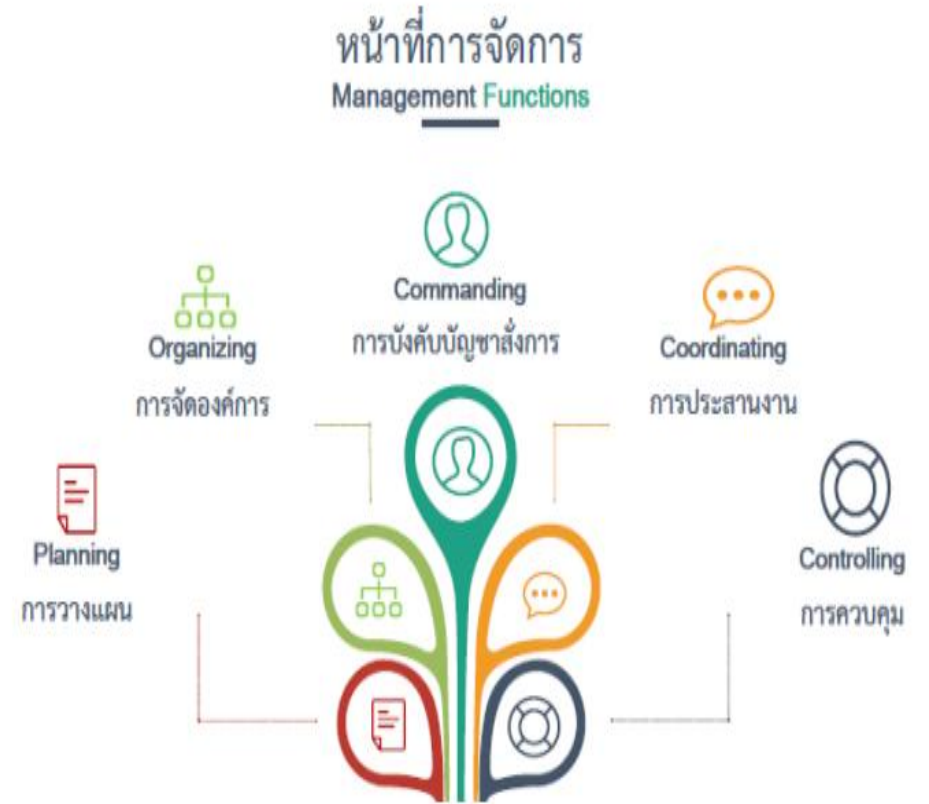 หน้าที่การจัดการ
Management Functions
Commanding
การบังคับบัญชาสั่งการ
Organizing
การจัดองค์การ
Coordinating
การประสานงาน
Planning
การวางแผน
Controlling
การควบคุม